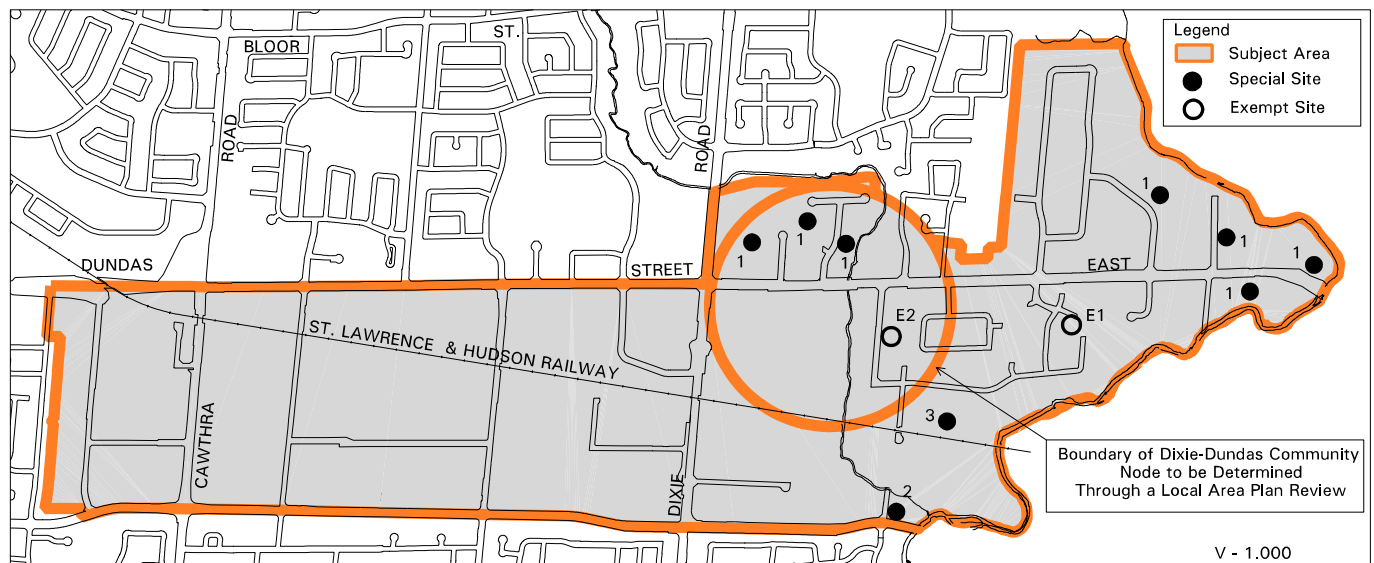 BLOOR
ST.
ROAD
ROAD
Legend
Subject Area
Special Site
Exempt Site
1
1
1
1
1
1
1
DUNDAS
STREET
EAST
ST. LAWRENCE & HUDSON RAILWAY
E2
E1
CAWTHRA
DIXIE
3
2
Boundary of Dixie-Dundas Community
Node to be Determined
Through a Local Area Plan Review
V - 1.000